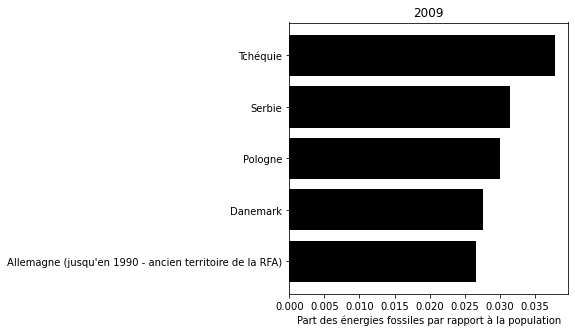 2009
Tchéquie
Serbie
Pologne
Danemark
Allemagne (jusqu'en 1990 - ancien territoire de la RFA)
0.000 0.005 0.010 0.015 0.020 0.025 0.030 0.035
Part des énergies fossiles par rapport à la population